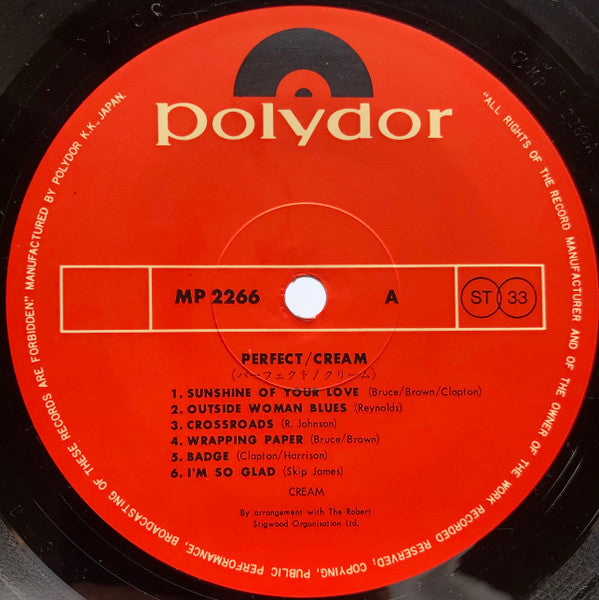 polydor
MP 2266
A
ST 33
PERFECT/CREAM
(パーフェクト/クリーム)
1. SUNSHINE OF YOUR LOVE (Bruce/Brown/Clapton)
2. OUTSIDE WOMAN BLUES (Reynolds)
3. CROSSROADS (R. Johnson)
4. WRAPPING PAPER (Bruce/Brown)
5. BADGE (Clapton/Harrison)
6. I'M SO GLAD (Skip James)
CREAM
By arrangement with The Robert
Stigwood Organisation Ltd.
"ALL RIGHTS OF THE RECORD MANUFACTURER AND OF THE OWNER OF THE WORK RECORDED RESERVED; COPYING, PUBLIC PERFORMANCE, BROADCASTING OF THESE RECORDS ARE FORBIDDEN." MANUFACTURED BY POLYDOR K.K., JAPAN.